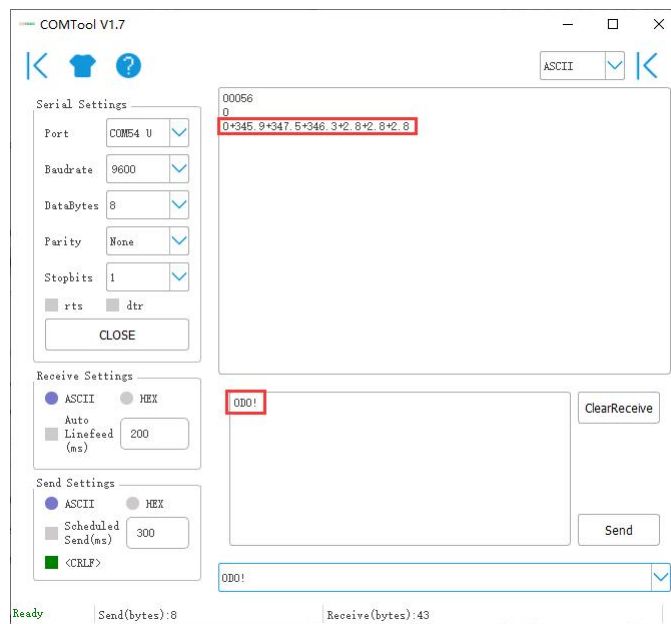 COMTool V1.7
ASCII
Serial Settings
Port COM54 U
Baudrate 9600
DataBytes 8
Parity None
Stopbits 1
rts dtr
CLOSE
00056
0
0+345.9+347.5+346.3+2.8+2.8+2.8
Receive Settings
ASCII HEX
Auto
Linefeed
(ms)
200
0D0!
ClearReceive
Send Settings
ASCII HEX
Scheduled
Send(ms)
300
<CRLF>
Send
0D0!
Ready Send(bytes):8 Receive(bytes):43